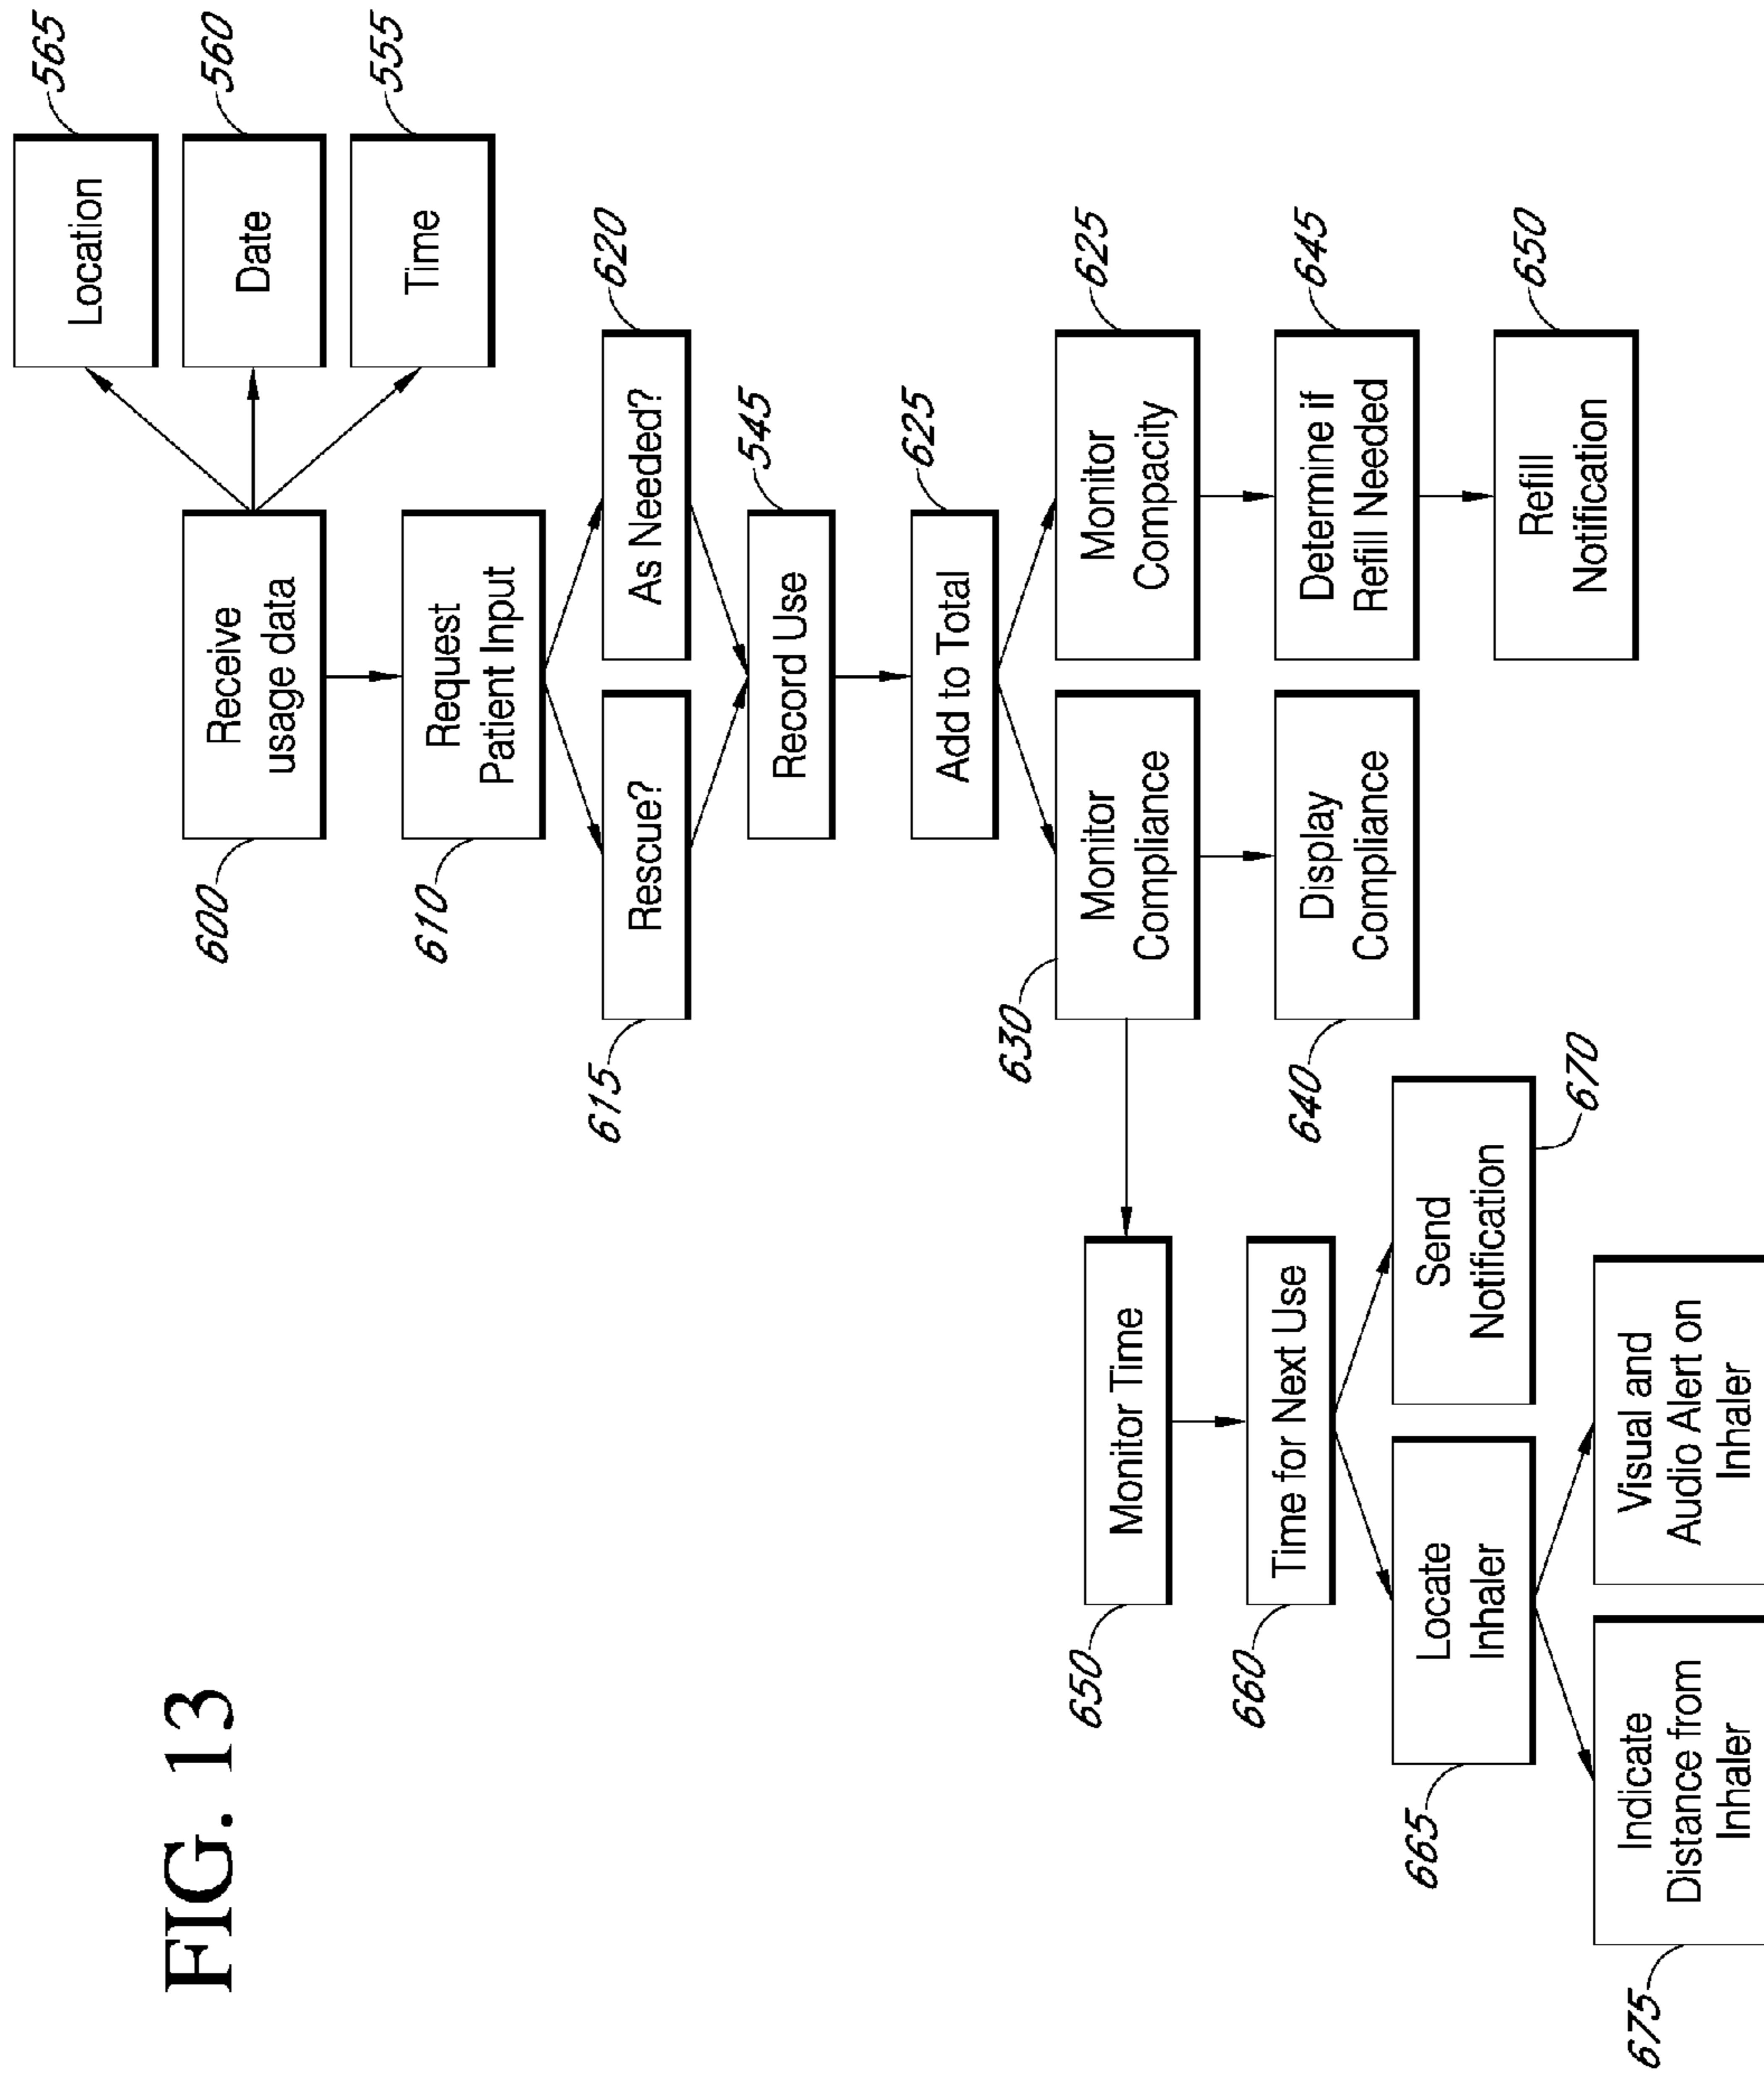 FIG. 13
565
Location
560
Date
555
Time
600
Receive
usage data
610
Request
Patient Input
615
Rescue?
620
As Needed?
545
Record Use
625
Add to Total
630
Monitor
Compliance
625
Monitor
Compacity
640
Display
Compliance
645
Determine if
Refill Needed
650
Refill
Notification
650
Monitor Time
660
Time for Next Use
665
Locate
Inhaler
670
Send
Notification
675
Indicate
Distance from
Inhaler
Visual and
Audio Alert on
Inhaler